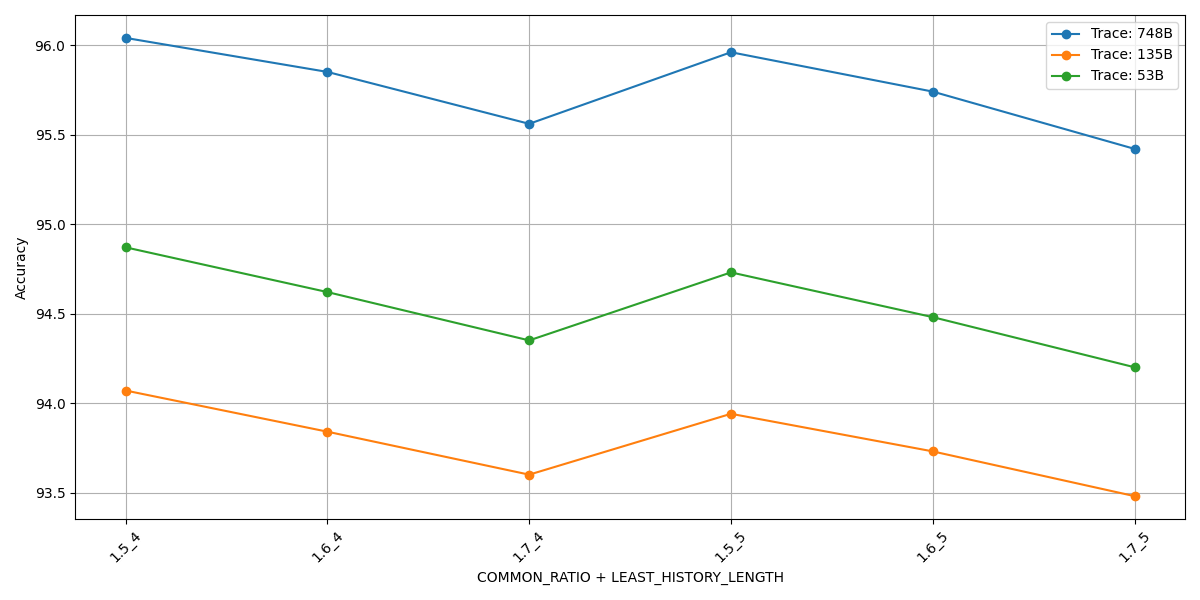 Trace: 748B
Trace: 135B
Trace: 53B
Accuracy
96.0
95.5
95.0
94.5
94.0
93.5
1.5_4
1.6_4
1.7_4
1.5_5
1.6_5
1.7_5
COMMON_RATIO + LEAST_HISTORY_LENGTH